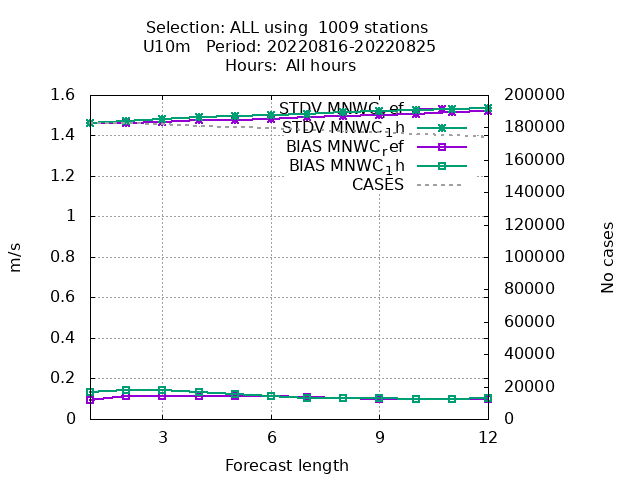 Selection: ALL using  1009 stations
U10m   Period: 20220816-20220825
Hours:  All hours
STDV MNWC_ref
STDV MNWC_1h
BIAS MNWC_ref
BIAS MNWC_1h
CASES
1.6
1.4
1.2
1
0.8
0.6
0.4
0.2
0
200000
180000
160000
140000
120000
100000
80000
60000
40000
20000
0
3
6
9
12
m/s
No cases
Forecast length